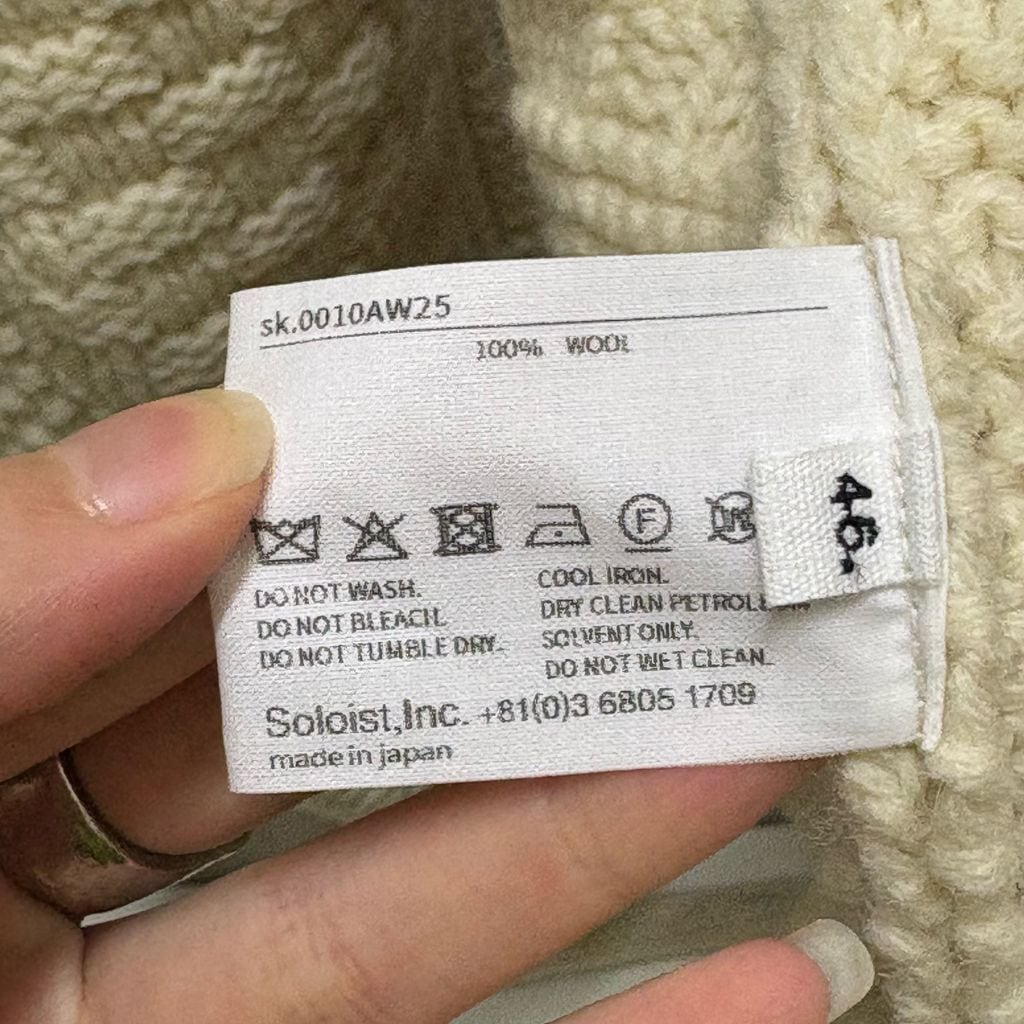 sk.0010AW25
100% WOOL
DO NOT WASH.
DO NOT BLEACH.
DO NOT TUMBLE DRY.
COOL IRON.
DRY CLEAN PETROLEUM
SOLVENT ONLY.
DO NOT WET CLEAN.
F
Soloist,Inc. +81(0)3 6805 1709
made in japan
46.